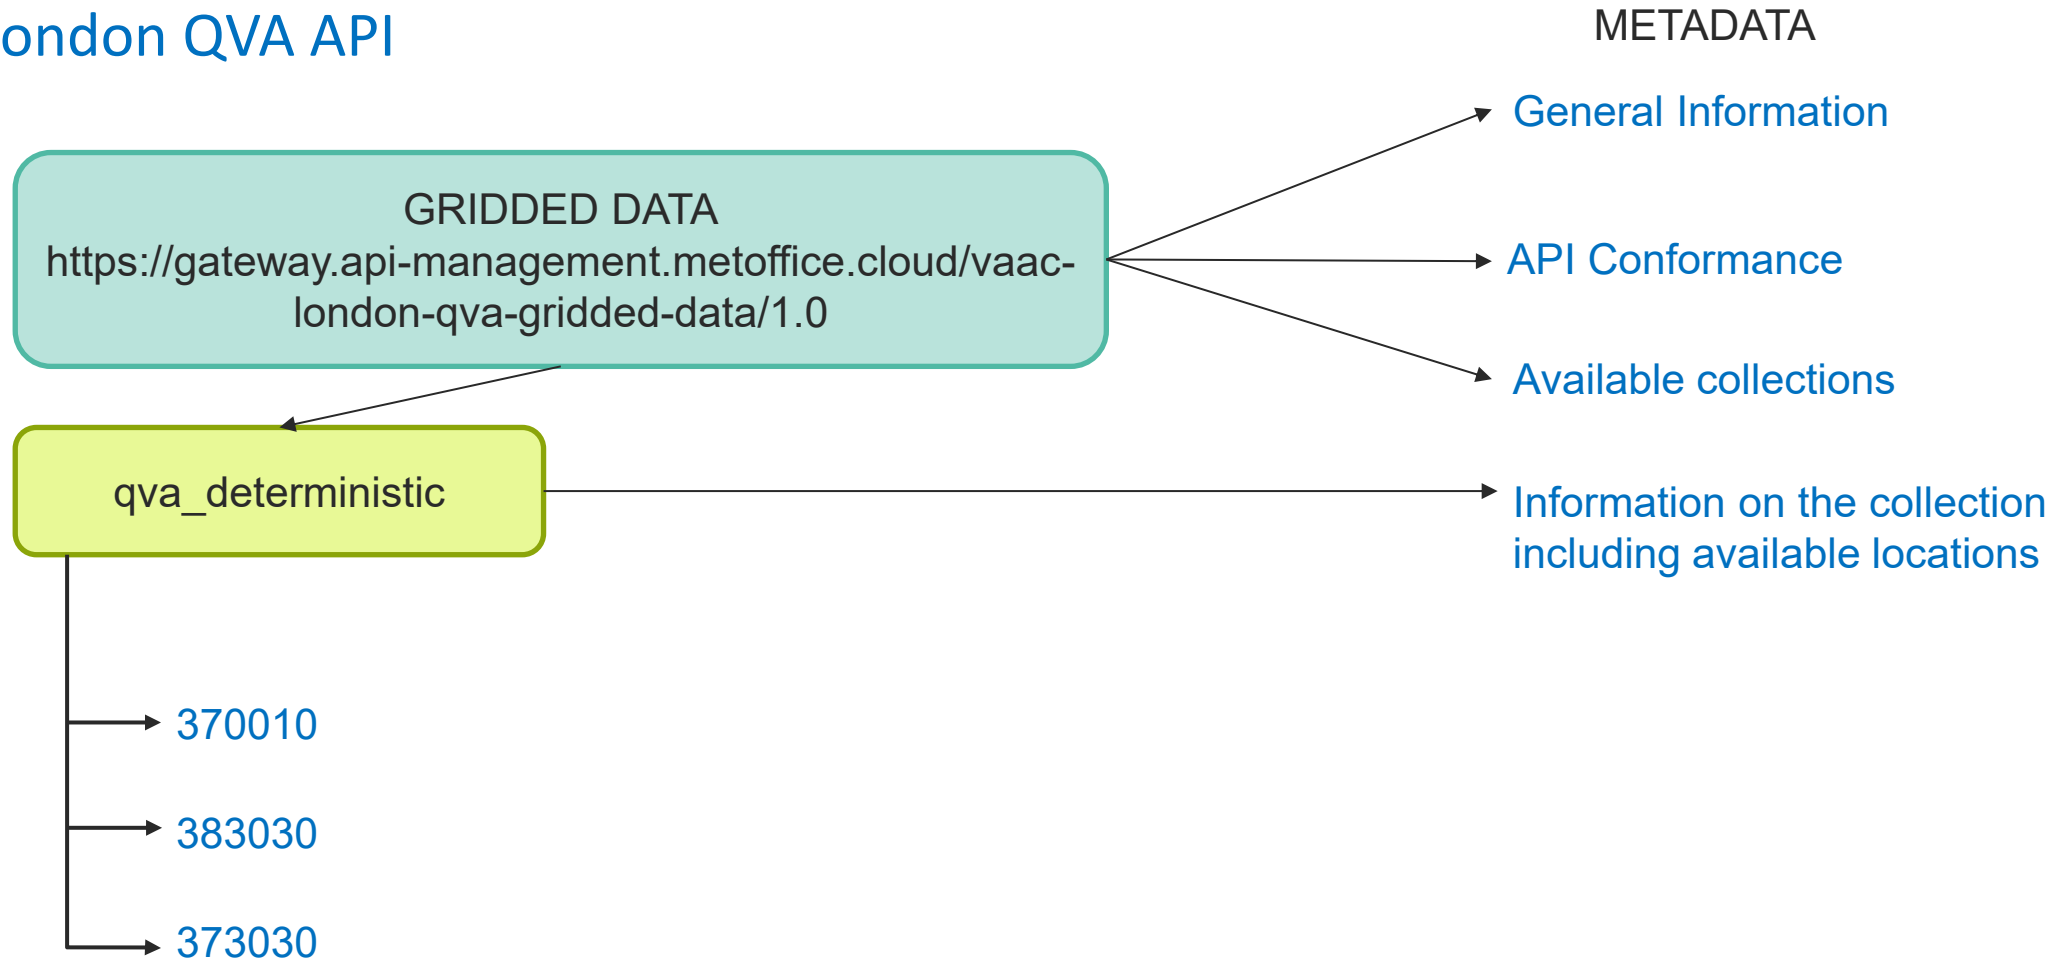 ondon QVA API
METADATA
General Information
GRIDDED DATA
https://gateway.api-management.metoffice.cloud/vaac-
london-qva-gridded-data/1.0
API Conformance
Available collections
qva_deterministic
Information on the collection
including available locations
370010
383030
373030